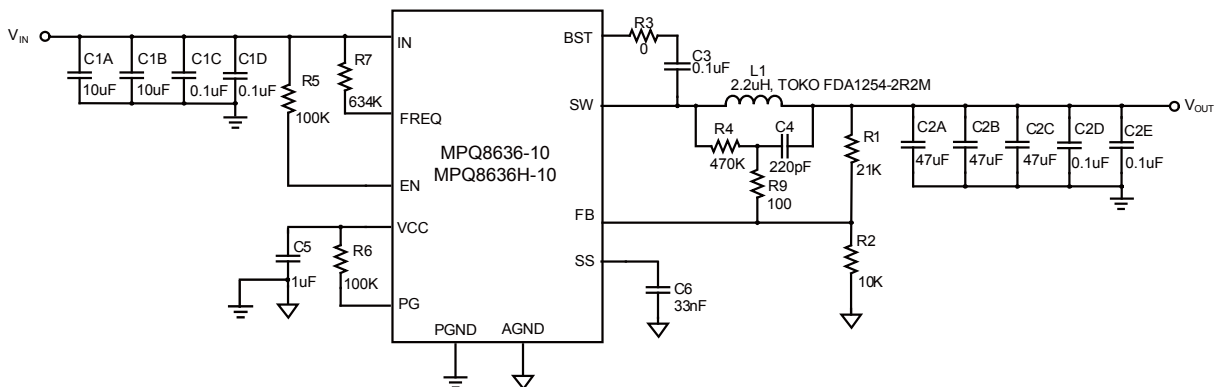 VIN
C1A
10uF
C1B
10uF
C1C
0.1uF
C1D
0.1uF
R5
100K
R7
634K
IN
FREQ
EN
VCC
PG
PGND
AGND
MPQ8636-10
MPQ8636H-10
BST
SW
FB
SS
C5
1uF
R6
100K
R3
0
C3
0.1uF
L1
2.2uH, TOKO FDA1254-2R2M
R4
470K
C4
220pF
R9
100
R1
21K
R2
10K
C6
33nF
C2A
47uF
C2B
47uF
C2C
47uF
C2D
0.1uF
C2E
0.1uF
VOUT